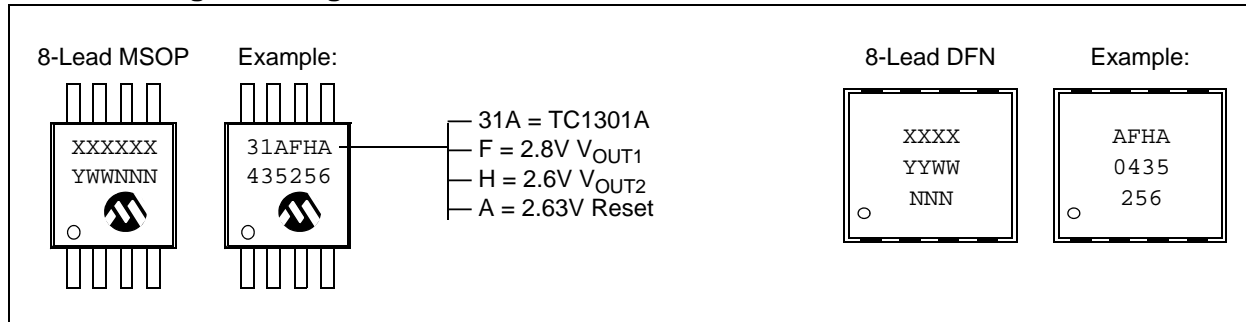 8-Lead MSOP
Example:
XXXXXX
YWWNNN
31AFHA
435256
31A = TC1301A
F = 2.8V VOUT1
H = 2.6V VOUT2
A = 2.63V Reset
8-Lead DFN
Example:
XXXX
YYWW
NNN
AFHA
0435
256